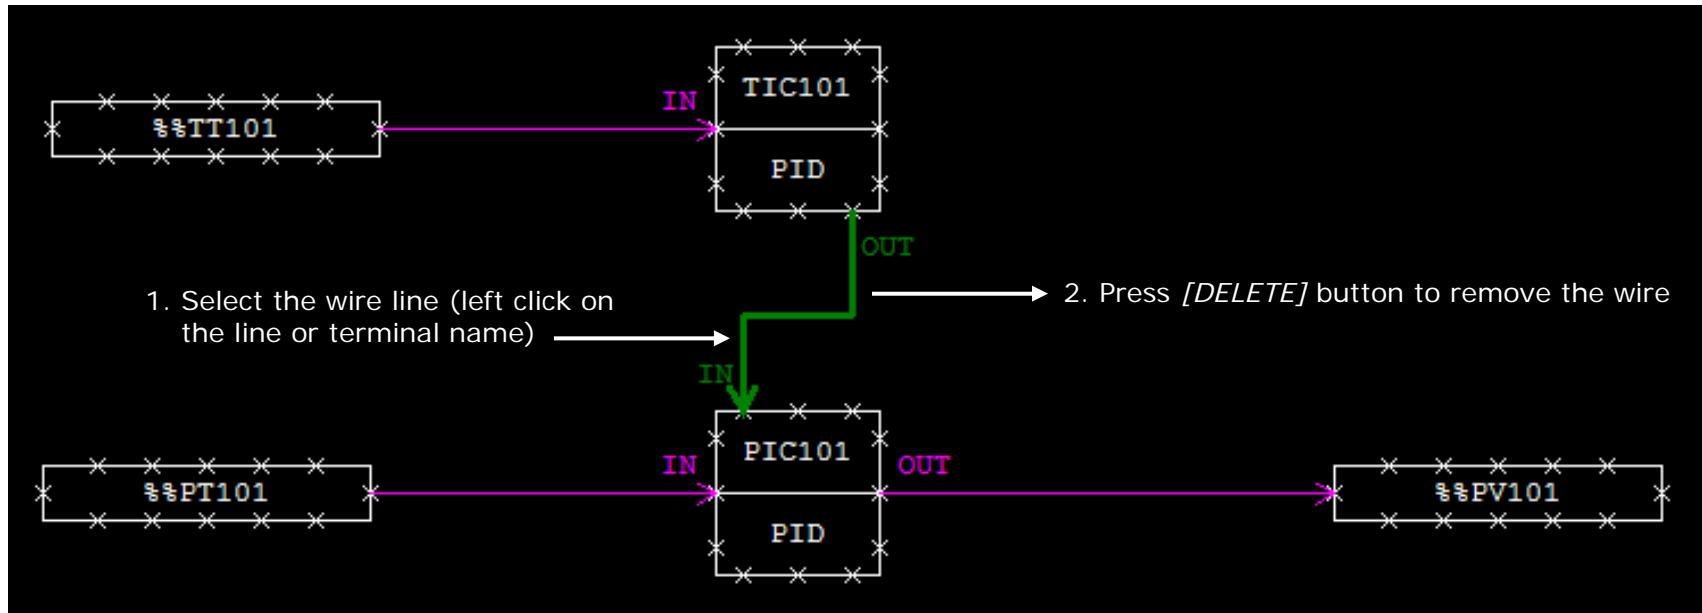 TIC101
IN
%%TT101
PID
OUT
1. Select the wire line (left click on
the line or terminal name)
2. Press [DELETE] button to remove the wire
IN
PIC101
IN
OUT
%%PT101
%%PV101
PID